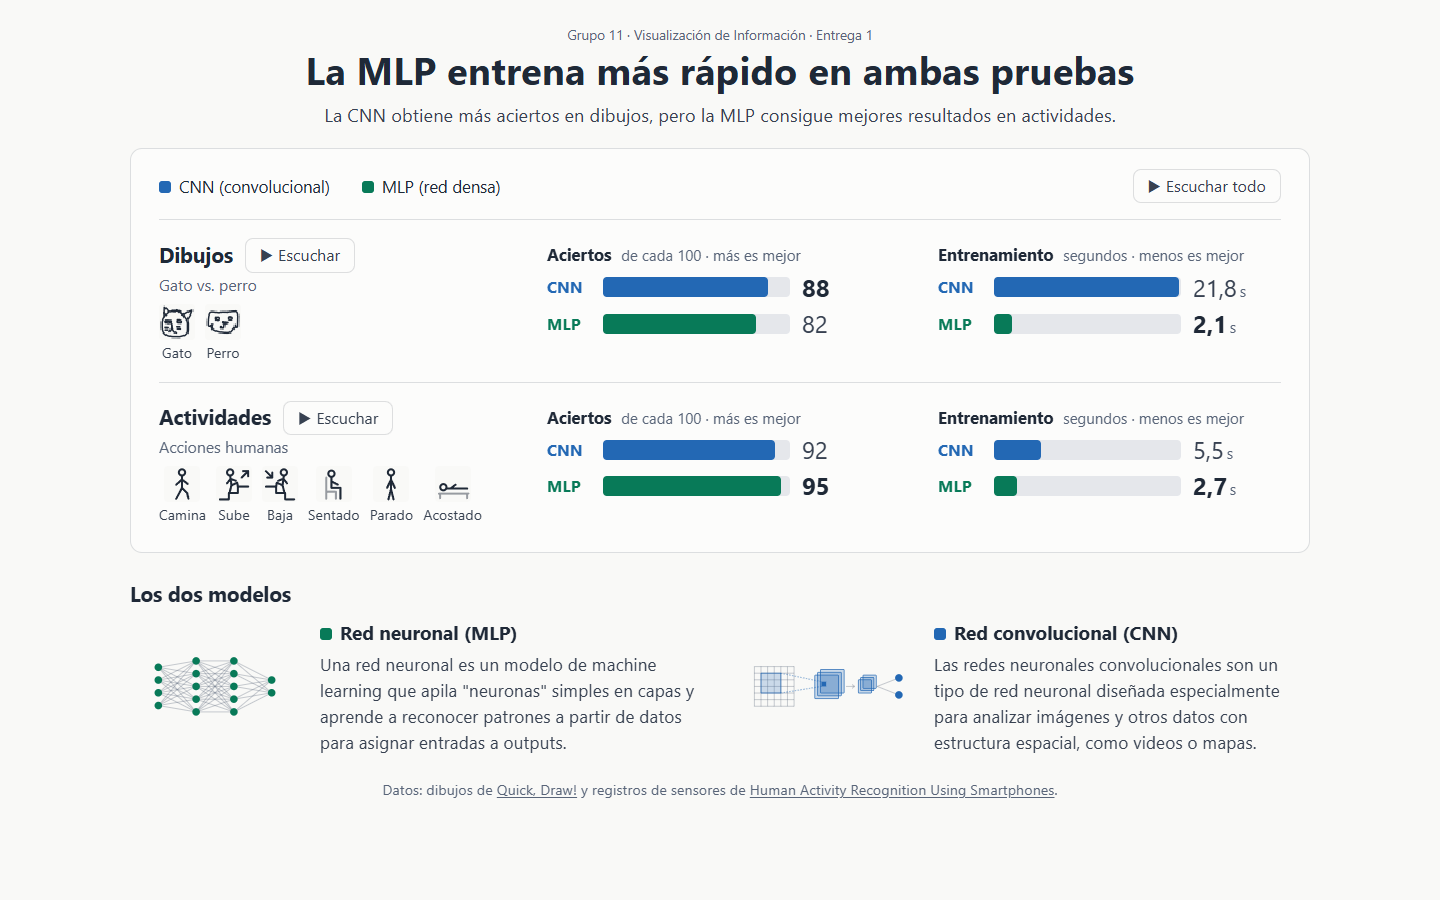 Grupo 11 · Visualización de Información · Entrega 1
La MLP entrena más rápido en ambas pruebas
La CNN obtiene más aciertos en dibujos, pero la MLP consigue mejores resultados en actividades.
CNN (convolucional) MLP (red densa) ▶ Escuchar todo
Dibujos ▶ Escuchar
Gato vs. perro
Gato Perro
Aciertos de cada 100 · más es mejor
CNN 88
MLP 82
Entrenamiento segundos · menos es mejor
CNN 21,8 s
MLP 2,1 s
Actividades ▶ Escuchar
Acciones humanas
Camina Sube Baja Sentado Parado Acostado
Aciertos de cada 100 · más es mejor
CNN 92
MLP 95
Entrenamiento segundos · menos es mejor
CNN 5,5 s
MLP 2,7 s
Los dos modelos
Red neuronal (MLP)
Una red neuronal es un modelo de machine
learning que apila "neuronas" simples en capas y
aprende a reconocer patrones a partir de datos
para asignar entradas a outputs.
Red convolucional (CNN)
Las redes neuronales convolucionales son un
tipo de red neuronal diseñada especialmente
para analizar imágenes y otros datos con
estructura espacial, como videos o mapas.
Datos: dibujos de Quick, Draw! y registros de sensores de Human Activity Recognition Using Smartphones.